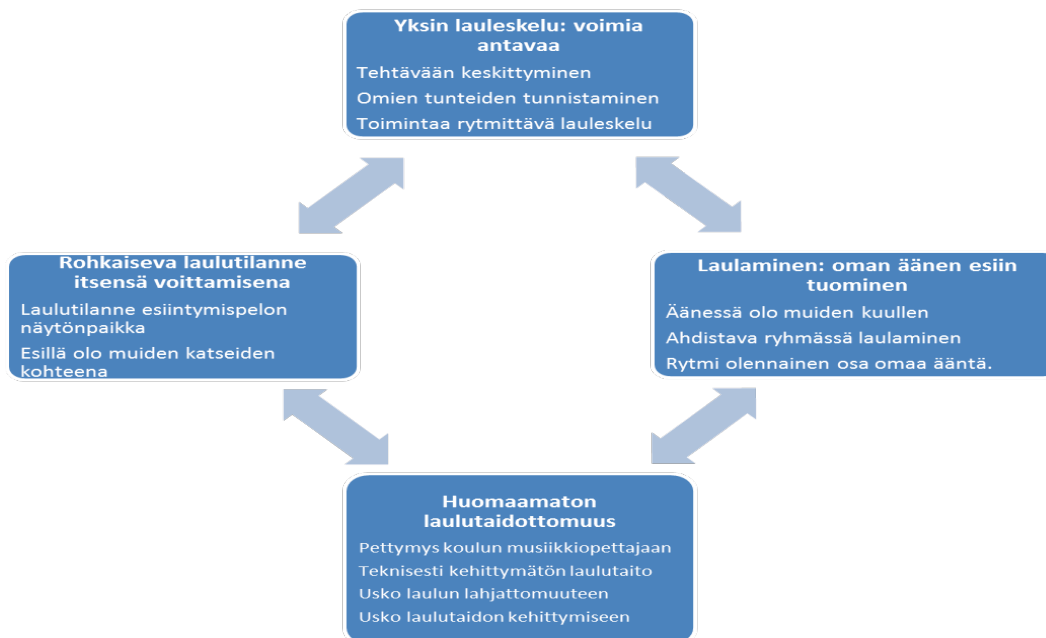 Yksin lauleskelu: voimia
antavaa
Tehtävään keskittyminen
Omien tunteiden tunnistaminen
Toimintaa rytmittävä lauleskelu
Rohkaiseva laulutilanne
itsensä voittamisena
Laulutilanne esiintymispelon
näytönpaikka
Esillä olo muiden katseiden
kohteena
Laulaminen: oman äänen esiin
tuominen
Äänessä olo muiden kuullen
Ahdistava ryhmässä laulaminen
Rytmi olennainen osa omaa ääntä.
Huomaamaton
laulutaidottomuus
Pettymys koulun musiikkiopettajaan
Teknisesti kehittymätön laulutaito
Usko laulun lahjattomuuteen
Usko laulutaidon kehittymiseen